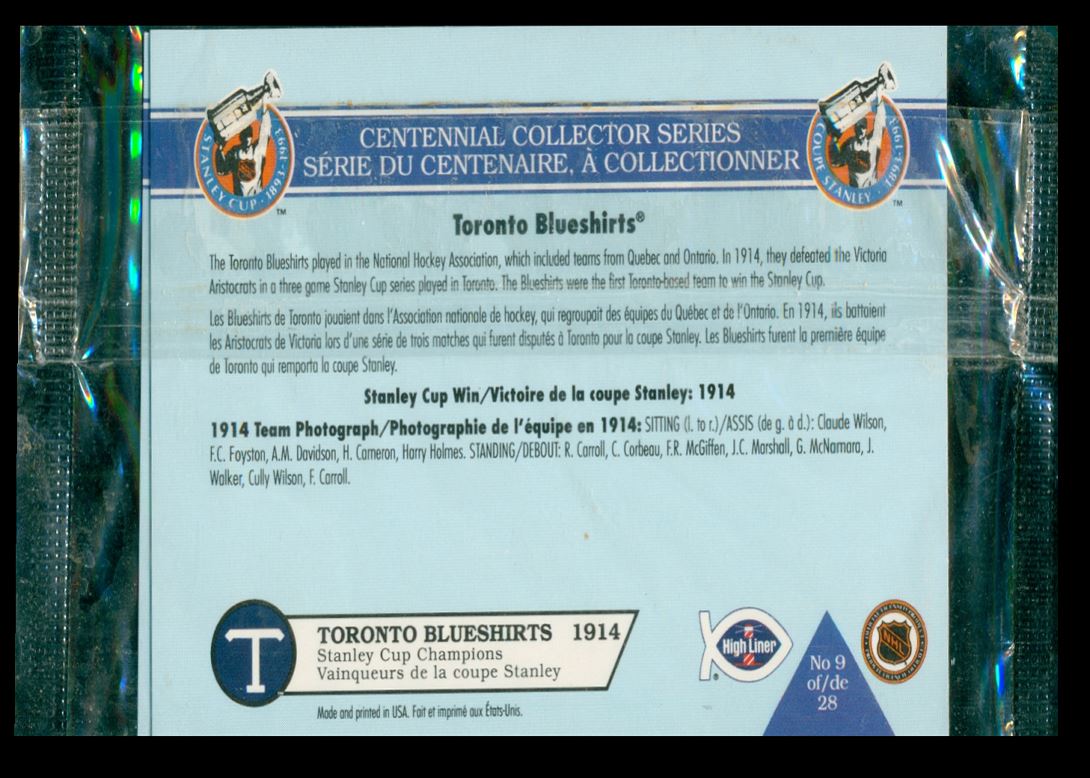 CENTENNIAL COLLECTOR SERIES
SÉRIE DU CENTENAIRE, À COLLECTIONNER
STANLEY CUP · 1893-1993
TM
COUPE STANLEY · 1893-1993
TM
Toronto Blueshirts®
The Toronto Blueshirts played in the National Hockey Association, which included teams from Quebec and Ontario. In 1914, they defeated the Victoria
Aristocrats in a three game Stanley Cup series played in Toronto. The Blueshirts were the first Toronto-based team to win the Stanley Cup.
Les Blueshirts de Toronto jouaient dans l'Association nationale de hockey, qui regroupait des équipes du Québec et de l'Ontario. En 1914, ils battaient
les Aristocrats de Victoria lors d'une série de trois matches qui furent disputés à Toronto pour la coupe Stanley. Les Blueshirts furent la première équipe
de Toronto qui remporta la coupe Stanley.
Stanley Cup Win/Victoire de la coupe Stanley: 1914
1914 Team Photograph/Photographie de l'équipe en 1914: SITTING (l. to r.)/ASSIS (de g. à d.): Claude Wilson,
F.C. Foyston, A.M. Davidson, H. Cameron, Harry Holmes. STANDING/DEBOUT: R. Carroll, C. Corbeau, F.R. McGiffen, J.C. Marshall, G. McNamara, J.
Walker, Cully Wilson, F. Carroll.
T
TORONTO BLUESHIRTS 1914
Stanley Cup Champions
Vainqueurs de la coupe Stanley
Made and printed in USA. Fait et imprimé aux États-Unis.
High Liner
®
No 9
of/de
28
NHL